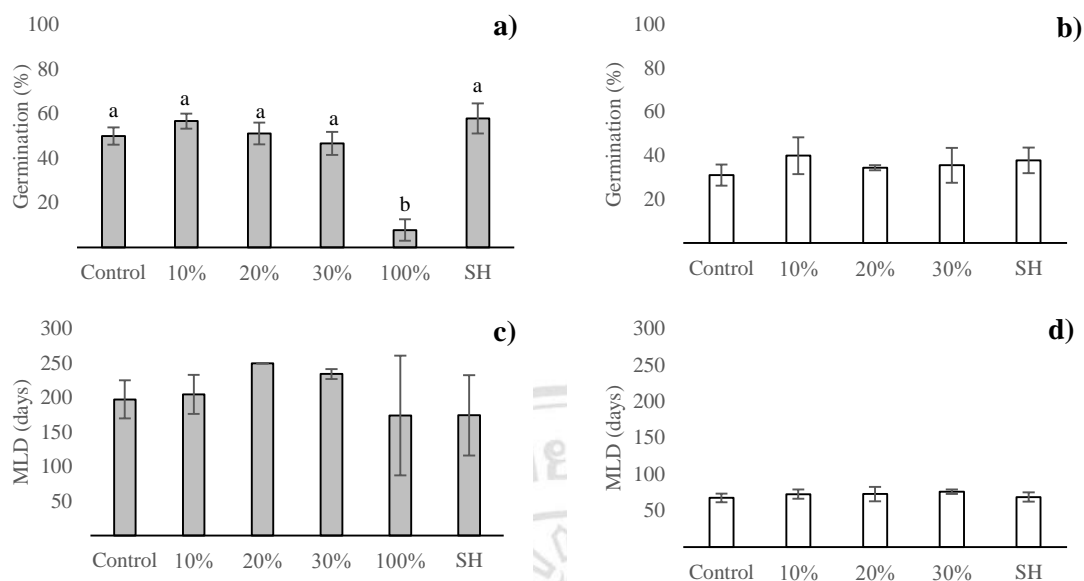 a)
Germination (%)
100
80
60
40
20
a
a
a
a
b
a
Control 10% 20% 30% 100% SH
b)
Germination (%)
100
80
60
40
20
Control 10% 20% 30% SH
c)
MLD (days)
300
250
200
150
100
50
Control 10% 20% 30% 100% SH
d)
MLD (days)
300
250
200
150
100
50
Control 10% 20% 30% SH